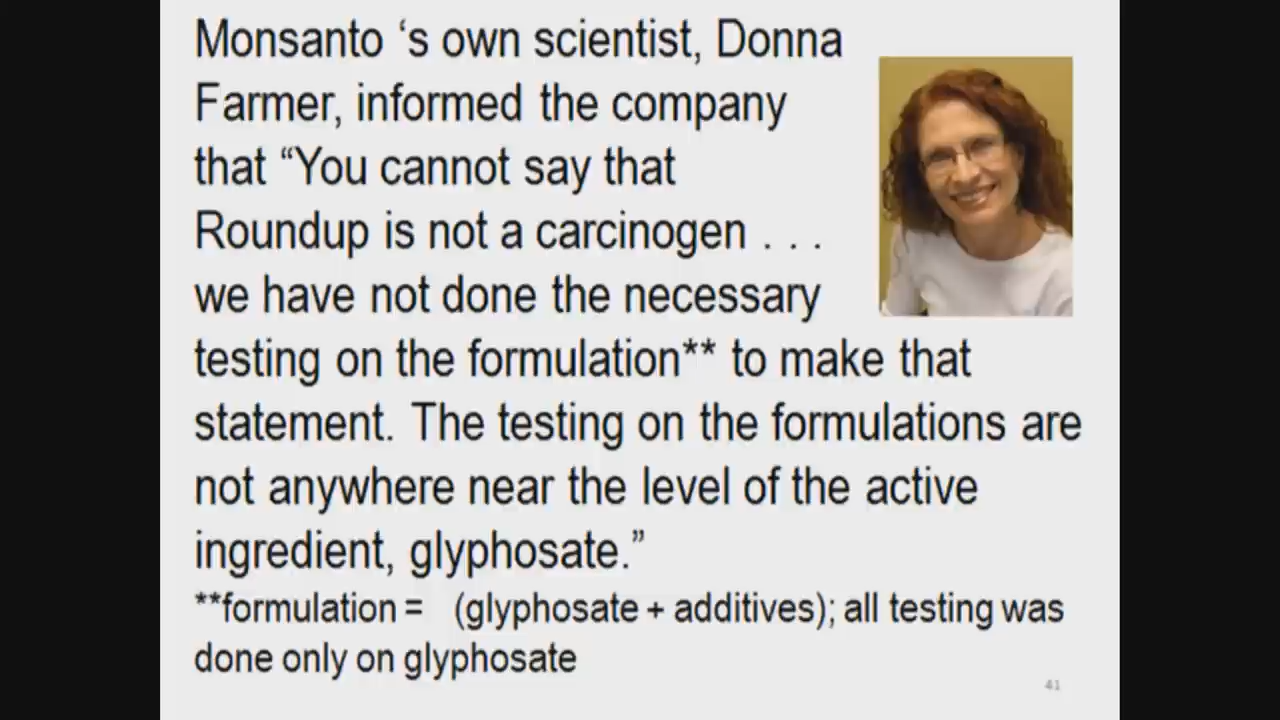 Monsanto ‘s own scientist, Donna
Farmer, informed the company
that “You cannot say that
Roundup is not a carcinogen . . .
we have not done the necessary
testing on the formulation** to make that
statement. The testing on the formulations are
not anywhere near the level of the active
ingredient, glyphosate.”
**formulation = (glyphosate + additives); all testing was
done only on glyphosate
41